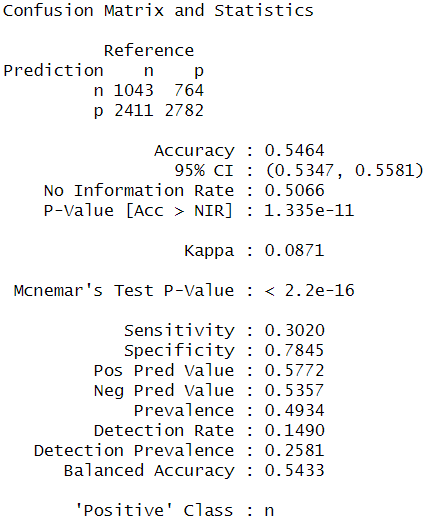 Confusion Matrix and Statistics
Reference
Prediction n p
n 1043 764
p 2411 2782
Accuracy : 0.5464
95% CI : (0.5347, 0.5581)
No Information Rate : 0.5066
P-Value [Acc > NIR] : 1.335e-11
Kappa : 0.0871
Mcnemar's Test P-Value : < 2.2e-16
Sensitivity : 0.3020
Specificity : 0.7845
Pos Pred Value : 0.5772
Neg Pred Value : 0.5357
Prevalence : 0.4934
Detection Rate : 0.1490
Detection Prevalence : 0.2581
Balanced Accuracy : 0.5433
'Positive' Class : n